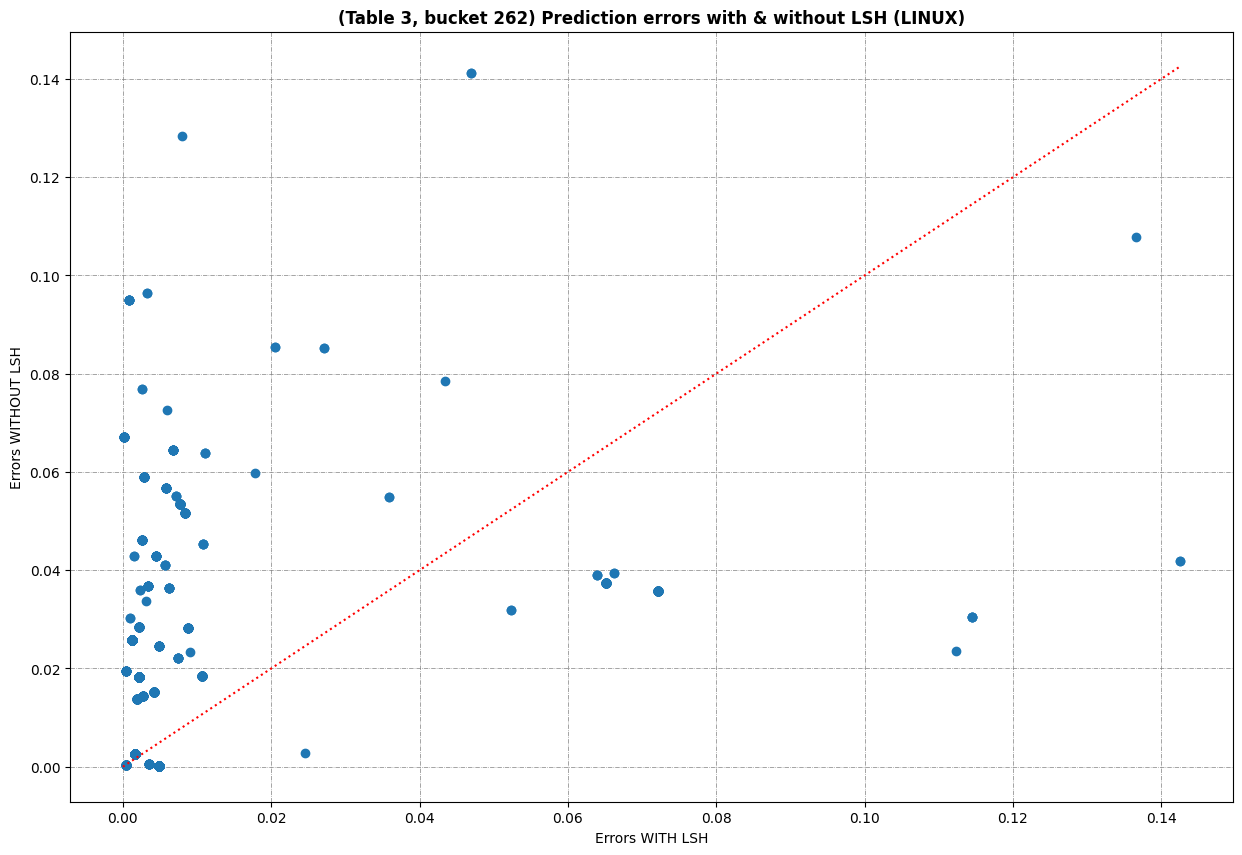 (Table 3, bucket 262) Prediction errors with & without LSH (LINUX)
0.14
0.12
0.10
0.08
0.06
0.04
0.02
0.00
Errors WITHOUT LSH
0.00 0.02 0.04 0.06 0.08 0.10 0.12 0.14
Errors WITH LSH